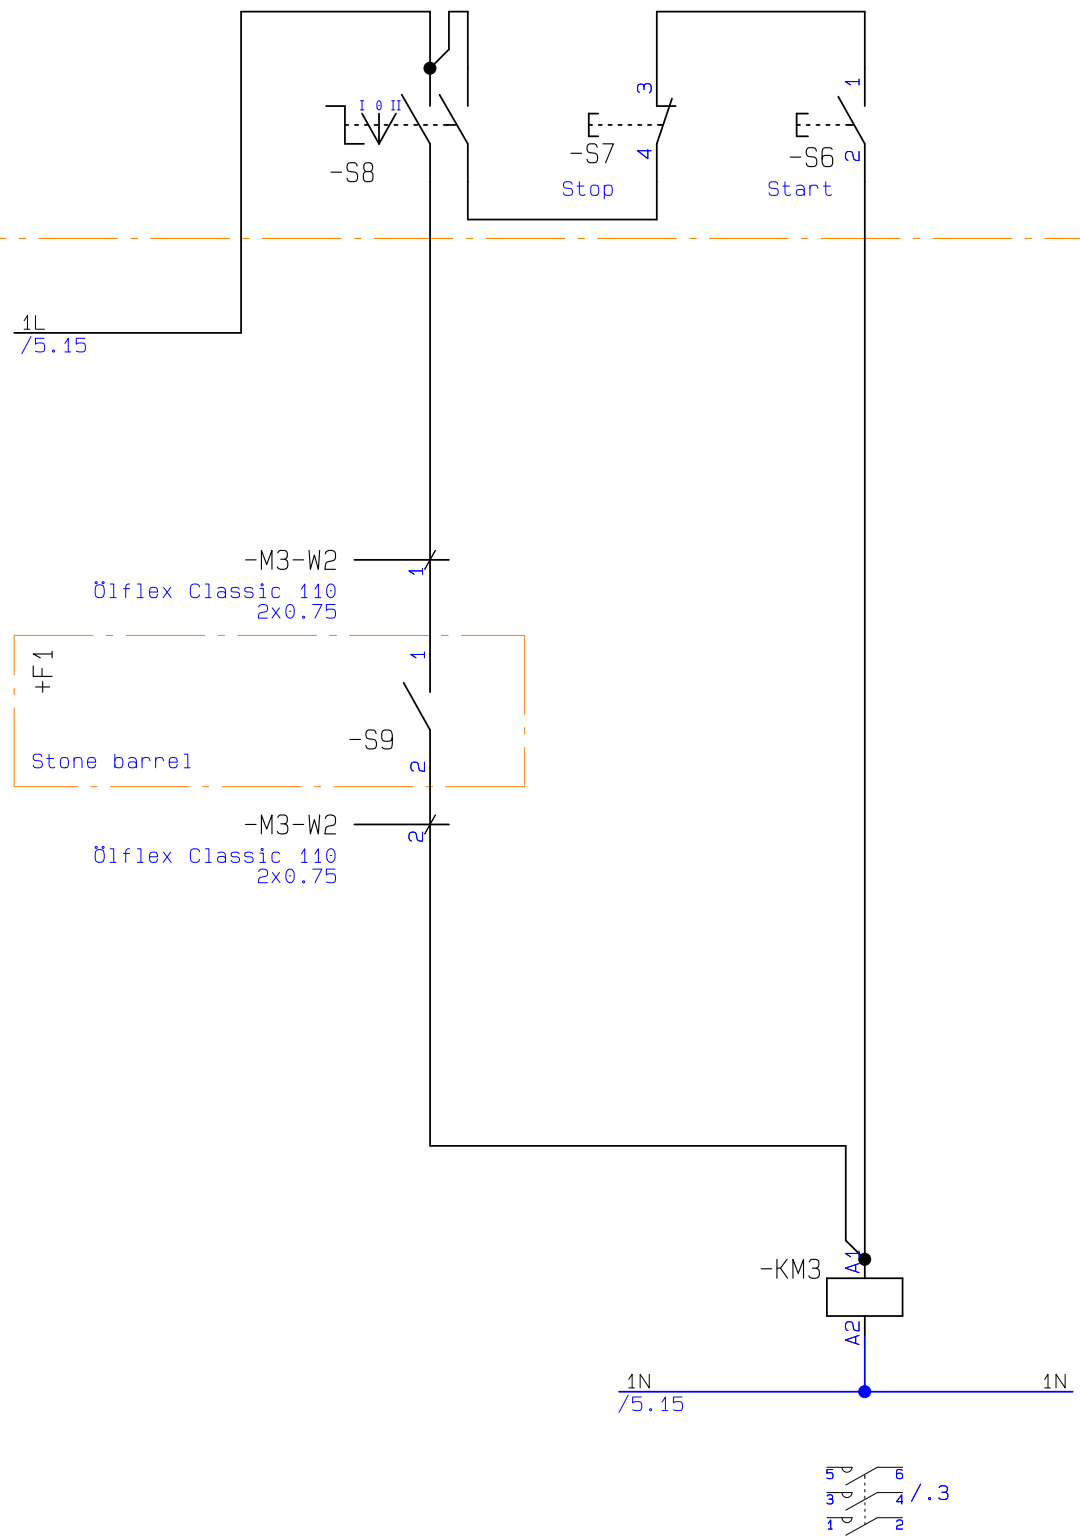 3
1
I 0 II
-S8
-S7
4
-S6
2
Stop
Start
1L
/5.15
-M3-W2
1
Ölflex Classic 110
2x0.75
+F1
1
-S9
Stone barrel
2
-M3-W2
2
Ölflex Classic 110
2x0.75
A1
-KM3
A2
1N
1N
/5.15
5 6
3 4 /.3
1 2